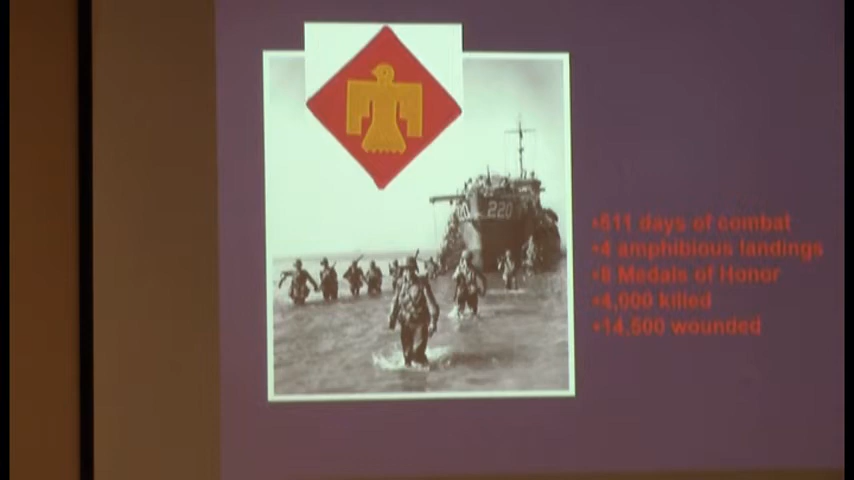 220
•511 days of combat
•4 amphibious landings
•8 Medals of Honor
•4,000 killed
•14,500 wounded